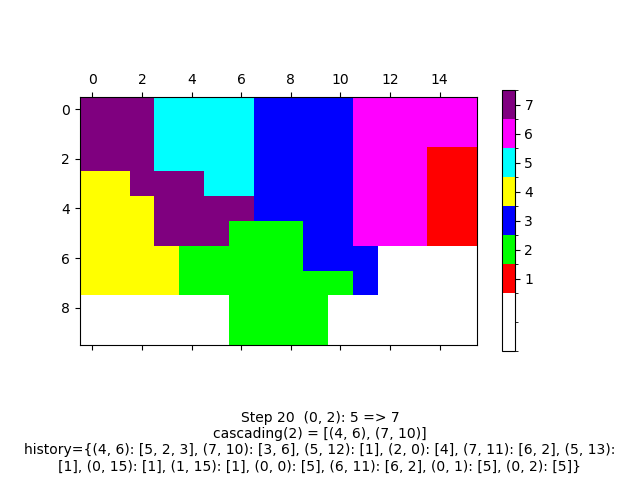 0 2 4 6 8 10 12 14
0
2
4
6
8
7
6
5
4
3
2
1
Step 20  (0, 2): 5 => 7
cascading(2) = [(4, 6), (7, 10)]
history={(4, 6): [5, 2, 3], (7, 10): [3, 6], (5, 12): [1], (2, 0): [4], (7, 11): [6, 2], (5, 13):
[1], (0, 15): [1], (1, 15): [1], (0, 0): [5], (6, 11): [6, 2], (0, 1): [5], (0, 2): [5]}